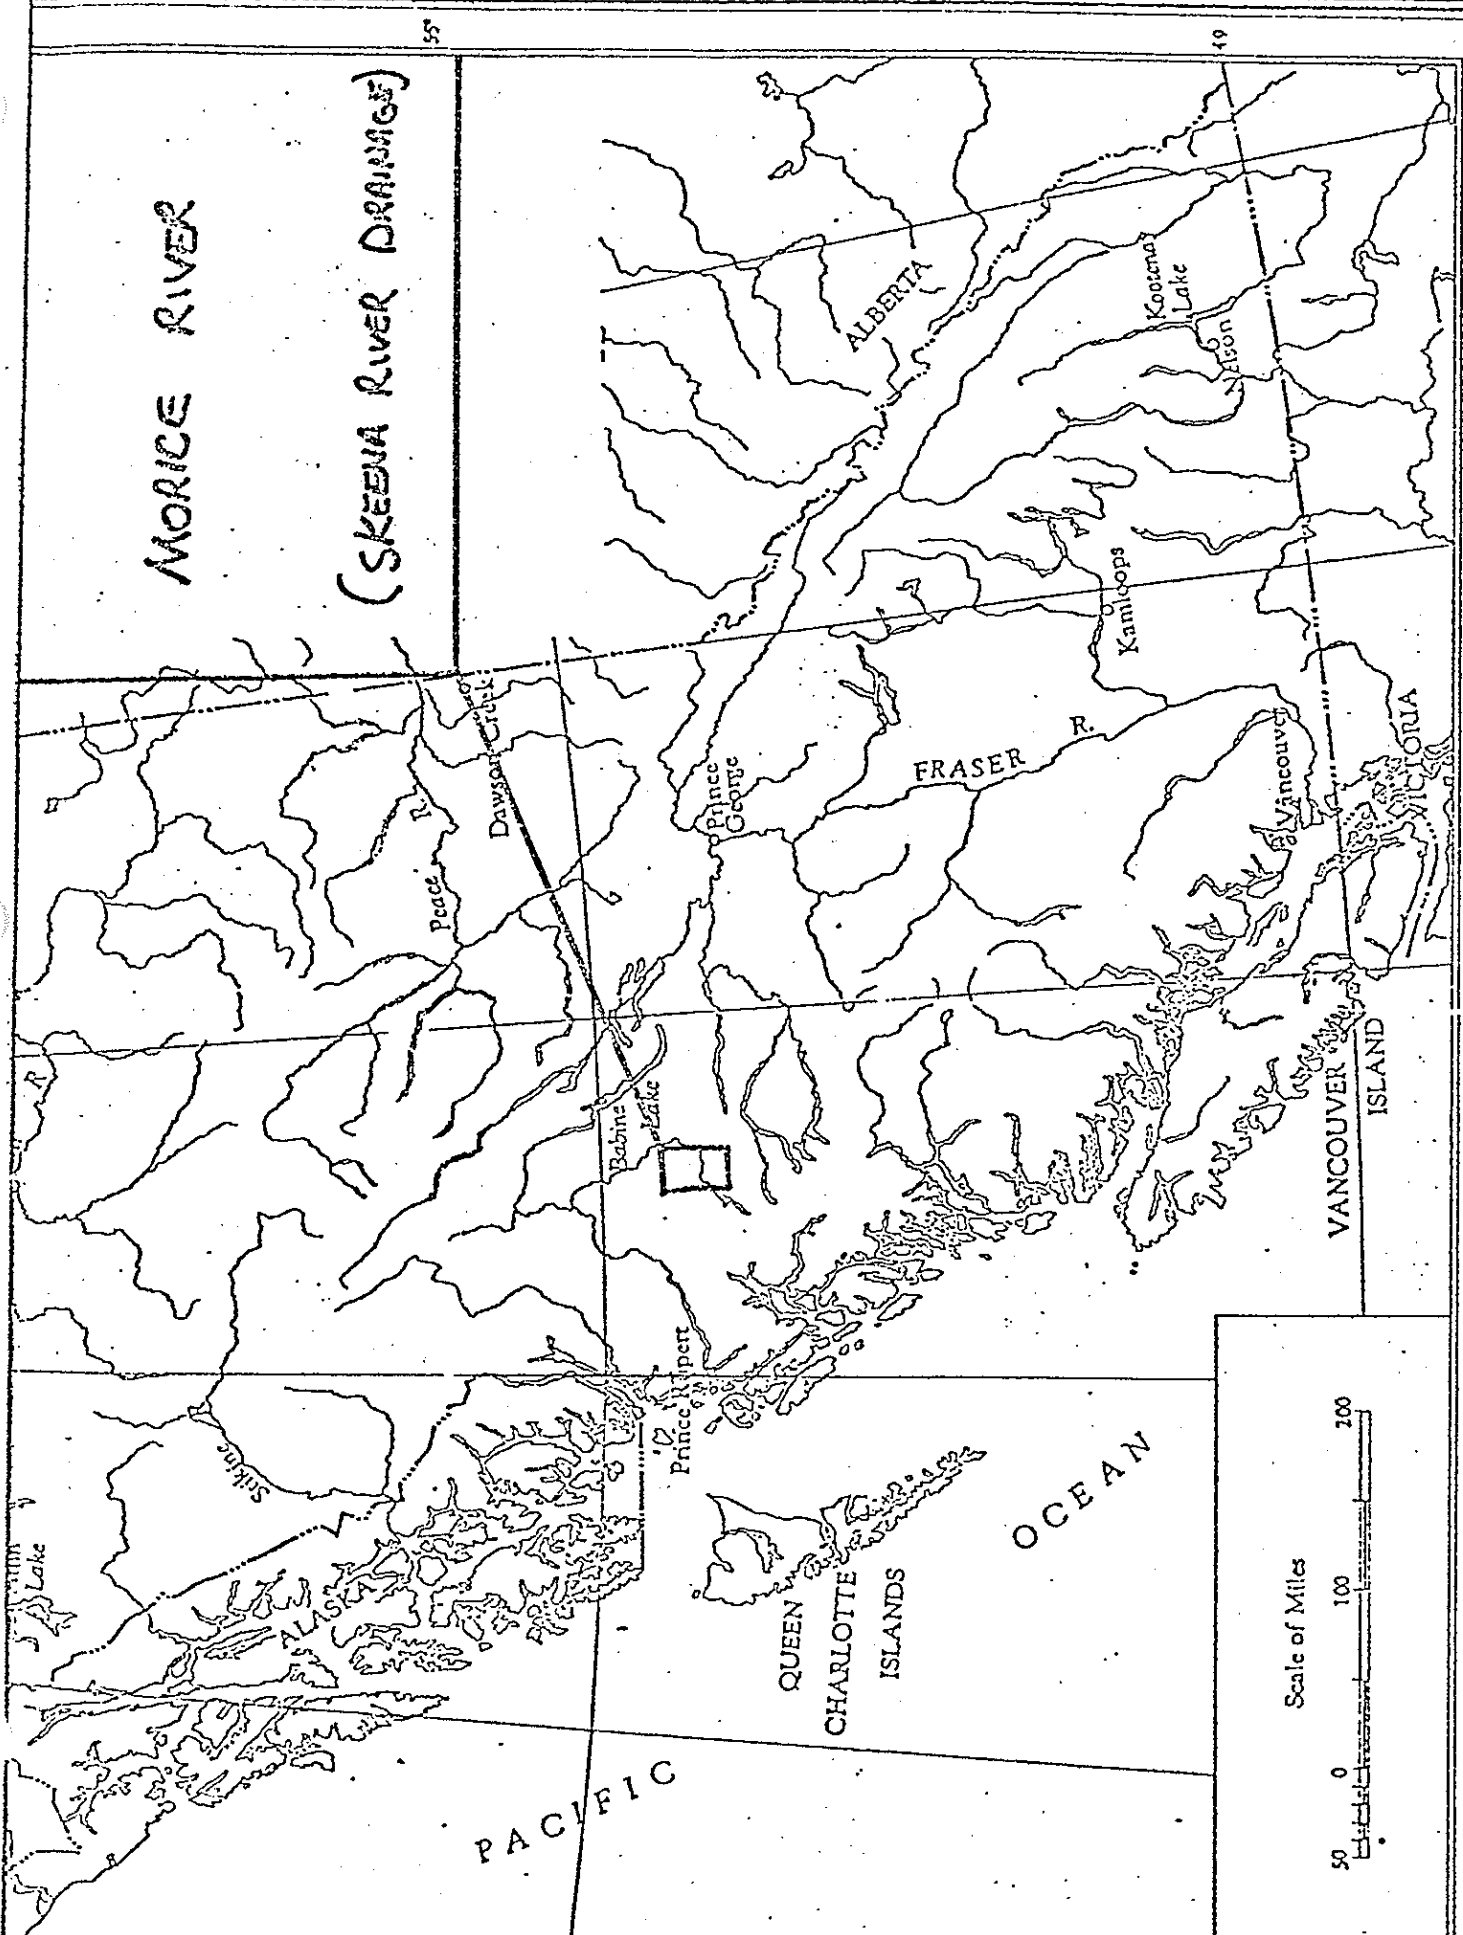 MORICE RIVER
(SKEENA RIVER DRAINAGE)
55°
49
Lake
R
Stikine
ALASKA
Peace
R.
Dawson Creek
Babine
Lake
Prince Rupert
Prince
George
ALBERTA
FRASER
R.
Kamloops
Kootenay
Lake
Nelson
Vancouver
VICTORIA
VANCOUVER
ISLAND
QUEEN
CHARLOTTE
ISLANDS
PACIFIC
OCEAN
Scale of Miles
50 0 100 200